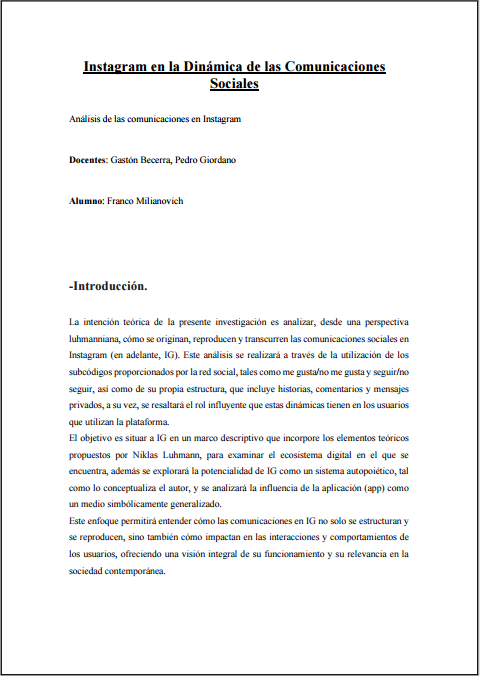 Instagram en la Dinámica de las Comunicaciones
Sociales
Análisis de las comunicaciones en Instagram
Docentes: Gastón Becerra, Pedro Giordano
Alumno: Franco Milianovich
-Introducción.
La intención teórica de la presente investigación es analizar, desde una perspectiva
luhmanniana, cómo se originan, reproducen y transcurren las comunicaciones sociales en
Instagram (en adelante, IG). Este análisis se realizará a través de la utilización de los
subcódigos proporcionados por la red social, tales como me gusta/no me gusta y seguir/no
seguir, así como de su propia estructura, que incluye historias, comentarios y mensajes
privados, a su vez, se resaltará el rol influyente que estas dinámicas tienen en los usuarios
que utilizan la plataforma.
El objetivo es situar a IG en un marco descriptivo que incorpore los elementos teóricos
propuestos por Niklas Luhmann, para examinar el ecosistema digital en el que se
encuentra, además se explorará la potencialidad de IG como un sistema autopoiético, tal
como lo conceptualiza el autor, y se analizará la influencia de la aplicación (app) como
un medio simbólicamente generalizado.
Este enfoque permitirá entender cómo las comunicaciones en IG no solo se estructuran y
se reproducen, sino también cómo impactan en las interacciones y comportamientos de
los usuarios, ofreciendo una visión integral de su funcionamiento y su relevancia en la
sociedad contemporánea.